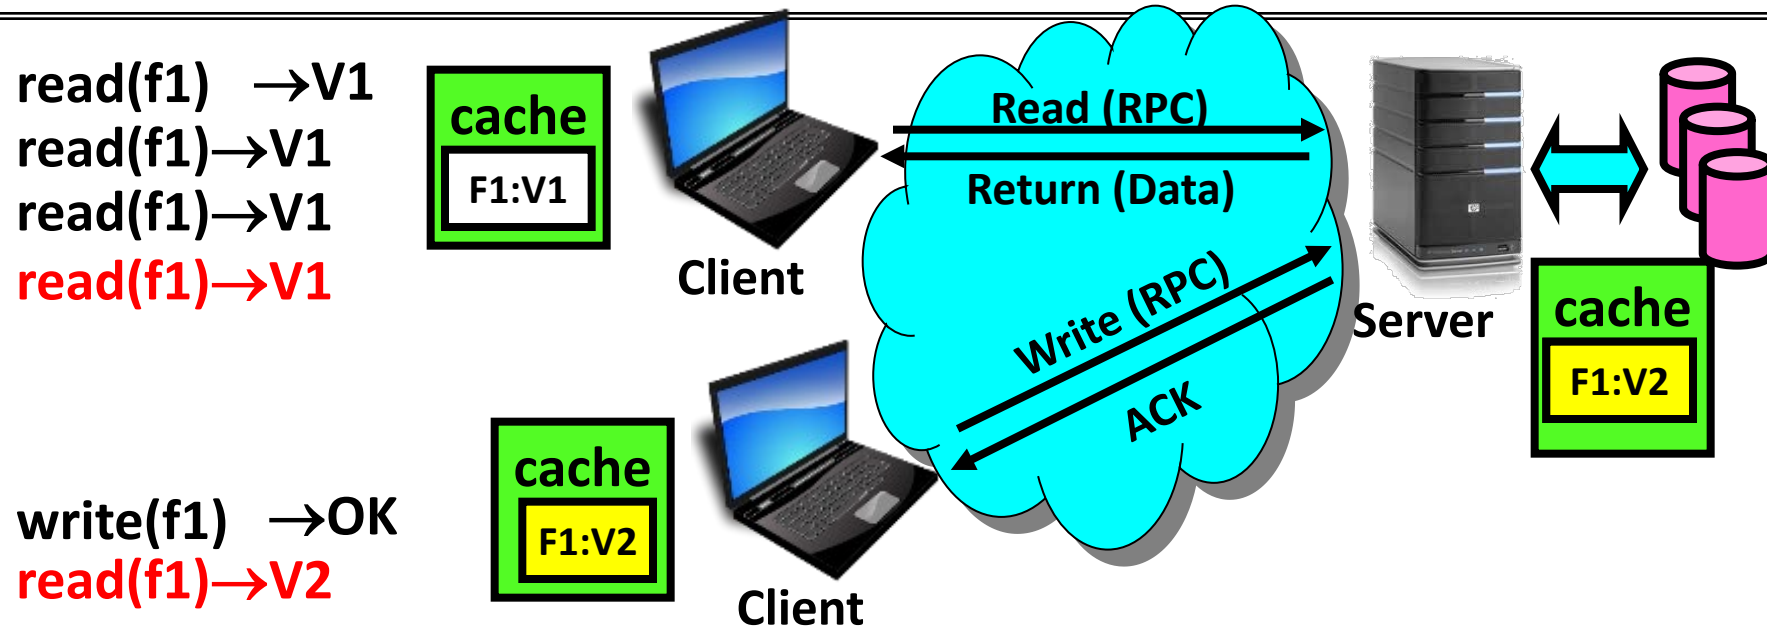 read(f1) →V1
read(f1)→V1
read(f1)→V1
read(f1)→V1
cache
F1:V1
Client
Read (RPC)
Return (Data)
Write (RPC)
ACK
Server
cache
F1:V2
write(f1) →OK
read(f1)→V2
cache
F1:V2
Client